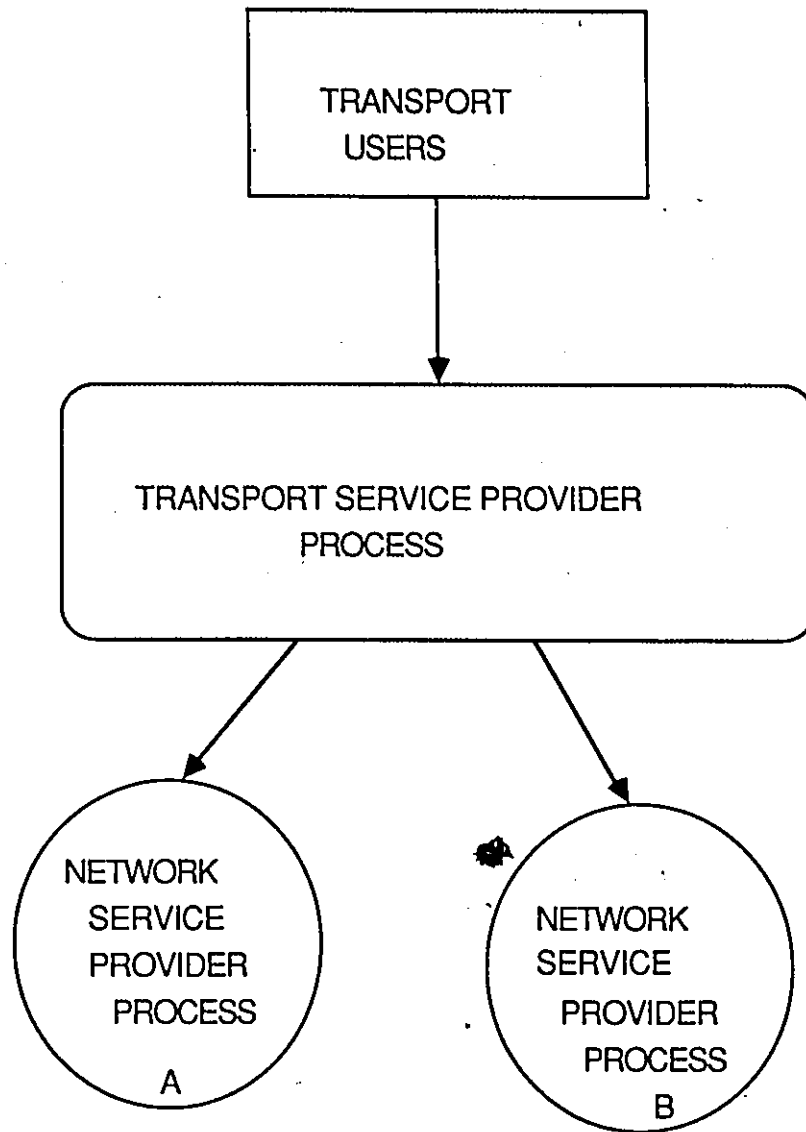 TRANSPORT
USERS
TRANSPORT SERVICE PROVIDER
PROCESS
NETWORK
SERVICE
PROVIDER
PROCESS
A
NETWORK
SERVICE
PROVIDER
PROCESS
B